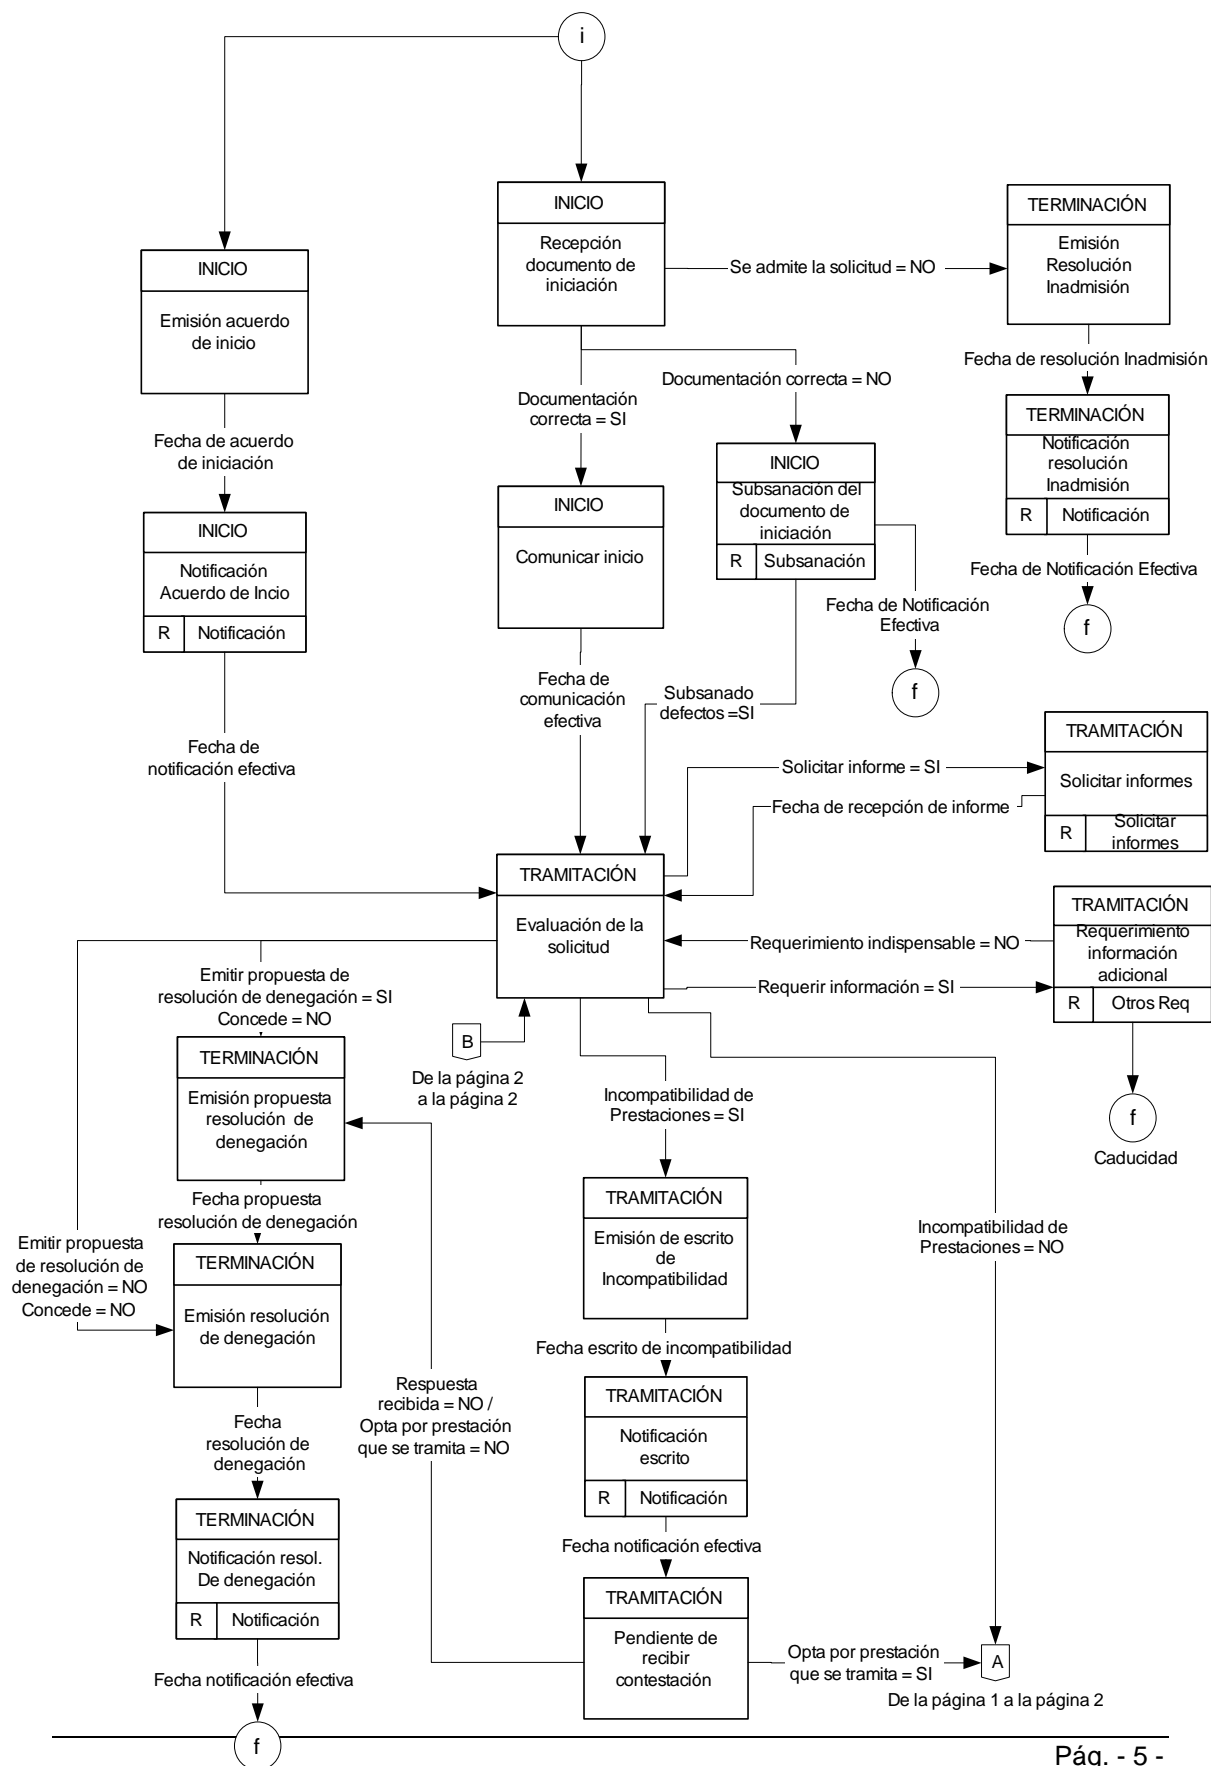 i
INICIO
Recepción
documento de
iniciación
Se admite la solicitud = NO
TERMINACIÓN
Emisión
Resolución
Inadmisión
INICIO
Emisión acuerdo
de inicio
Fecha de resolución Inadmisión
Documentación correcta = NO
Documentación
correcta = SI
TERMINACIÓN
Notificación
resolución
Inadmisión
R
Notificación
Fecha de acuerdo
de iniciación
INICIO
Subsanación del
documento de
iniciación
R
Subsanación
INICIO
Comunicar inicio
INICIO
Notificación
Acuerdo de Incio
R
Notificación
Fecha de Notificación Efectiva
f
Fecha de Notificación
Efectiva
f
Fecha de
comunicación
efectiva
Subsanado
defectos =SI
Fecha de
notificación efectiva
TRAMITACIÓN
Solicitar informes
R
Solicitar
informes
Solicitar informe = SI
Fecha de recepción de informe
TRAMITACIÓN
Evaluación de la
solicitud
TRAMITACIÓN
Requerimiento
información
adicional
R
Otros Req
Requerimiento indispensable = NO
Requerir información = SI
f
Caducidad
Emitir propuesta de
resolución de denegación = SI
Concede = NO
B
De la página 2
a la página 2
TERMINACIÓN
Emisión propuesta
resolución de
denegación
Incompatibilidad de
Prestaciones = SI
Fecha propuesta
resolución de denegación
TRAMITACIÓN
Emisión de escrito
de
Incompatibilidad
Incompatibilidad de
Prestaciones = NO
Emitir propuesta
de resolución de
denegación = NO
Concede = NO
TERMINACIÓN
Emisión resolución
de denegación
Fecha escrito de incompatibilidad
Respuesta
recibida = NO /
Opta por prestación
que se tramita = NO
TRAMITACIÓN
Notificación
escrito
R
Notificación
Fecha
resolución de
denegación
TERMINACIÓN
Notificación resol.
De denegación
R
Notificación
Fecha notificación efectiva
TRAMITACIÓN
Pendiente de
recibir
contestación
Opta por prestación
que se tramita = SI
A
De la página 1 a la página 2
Fecha notificación efectiva
f
Pág. - 5 -